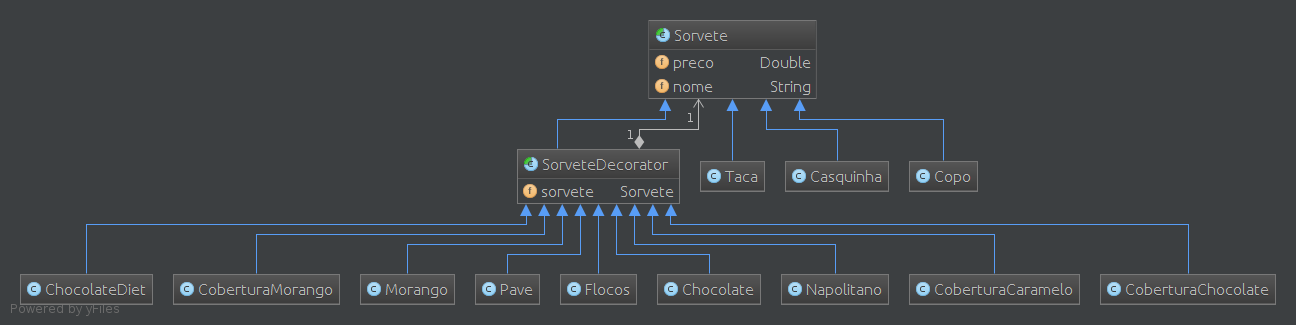 Sorvete
preco Double
nome String
1
1
SorveteDecorator
sorvete Sorvete
Taca
Casquinha
Copo
ChocolateDiet
CoberturaMorango
Morango
Pave
Flocos
Chocolate
Napolitano
CoberturaCaramelo
CoberturaChocolate
Powered by yFiles